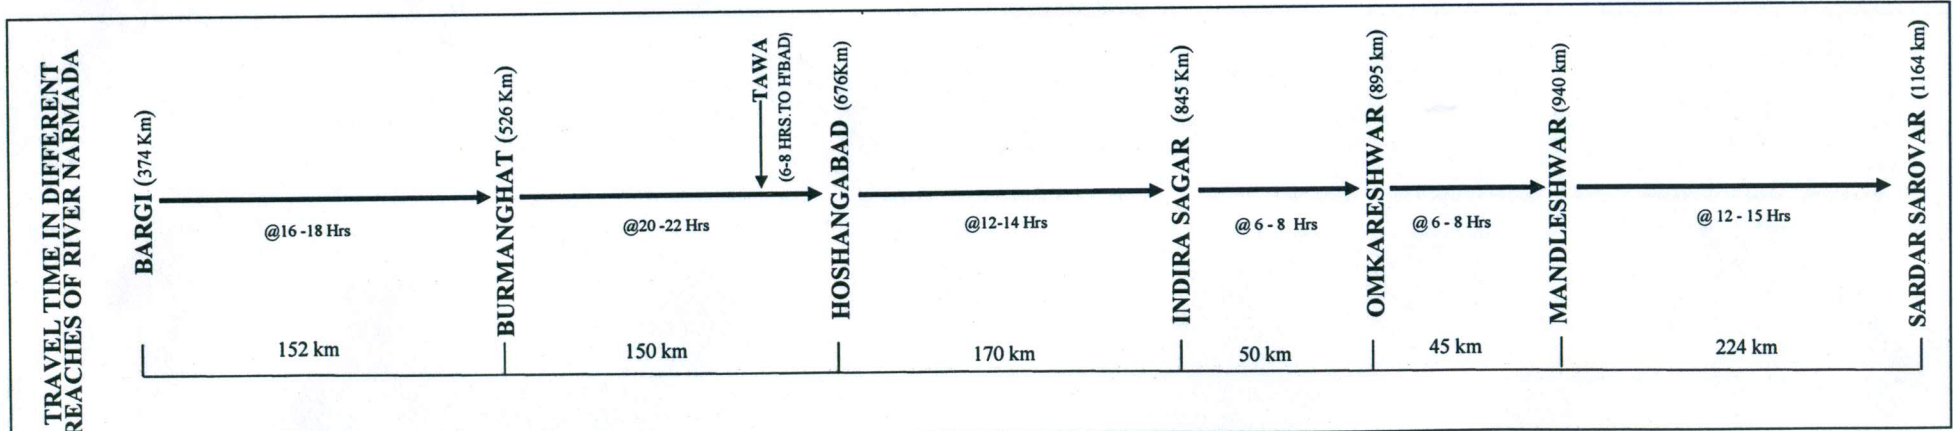 TRAVEL TIME IN DIFFERENT
REACHES OF RIVER NARMADA
BARGI (374 Km)
@16 -18 Hrs
BURMANGHAT (526 Km)
@20 -22 Hrs
TAWA
(6-8 HRS.TO H'BAD)
HOSHANGABAD (676Km)
@12-14 Hrs
INDIRA SAGAR (845 Km)
@ 6 - 8 Hrs
OMKARESHWAR (895 km)
@ 6 - 8 Hrs
MANDLESHWAR (940 km)
@ 12 - 15 Hrs
SARDAR SAROVAR (1164 km)
152 km
150 km
170 km
50 km
45 km
224 km